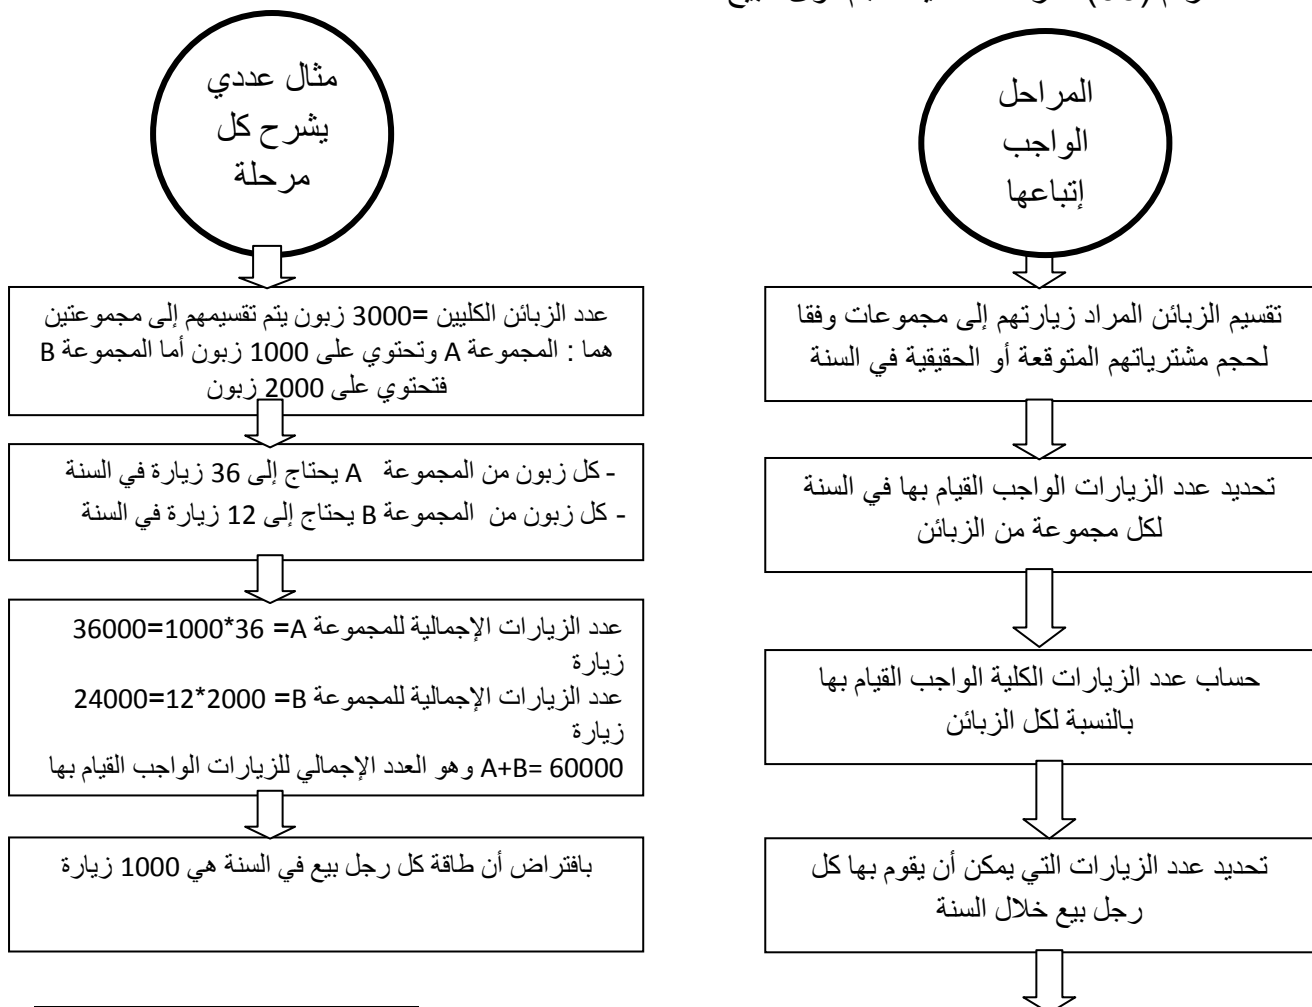 المراحل
الواجب
إتباعها
تقسيم الزبائن المراد زيارتهم إلى مجموعات وفقا
لحجم مشترياتهم المتوقعة أو الحقيقية في السنة
تحديد عدد الزيارات الواجب القيام بها في السنة
لكل مجموعة من الزبائن
حساب عدد الزيارات الكلية الواجب القيام بها
بالنسبة لكل الزبائن
تحديد عدد الزيارات التي يمكن أن يقوم بها كل
رجل بيع خلال السنة
مثال عددي
يشرح كل
مرحلة
عدد الزبائن الكليين =3000 زبون يتم تقسيمهم إلى مجموعتين
هما : المجموعة A وتحتوي على 1000 زبون أما المجموعة B
فتحتوي على 2000 زبون
- كل زبون من المجموعة A يحتاج إلى 36 زيارة في السنة
- كل زبون من المجموعة B يحتاج إلى 12 زيارة في السنة
عدد الزيارات الإجمالية للمجموعة A= 36*1000=36000
زيارة
عدد الزيارات الإجمالية للمجموعة B= 2000*12=24000
زيارة
A+B= 60000 وهو العدد الإجمالي للزيارات الواجب القيام بها
بافتراض أن طاقة كل رجل بيع في السنة هي 1000 زيارة